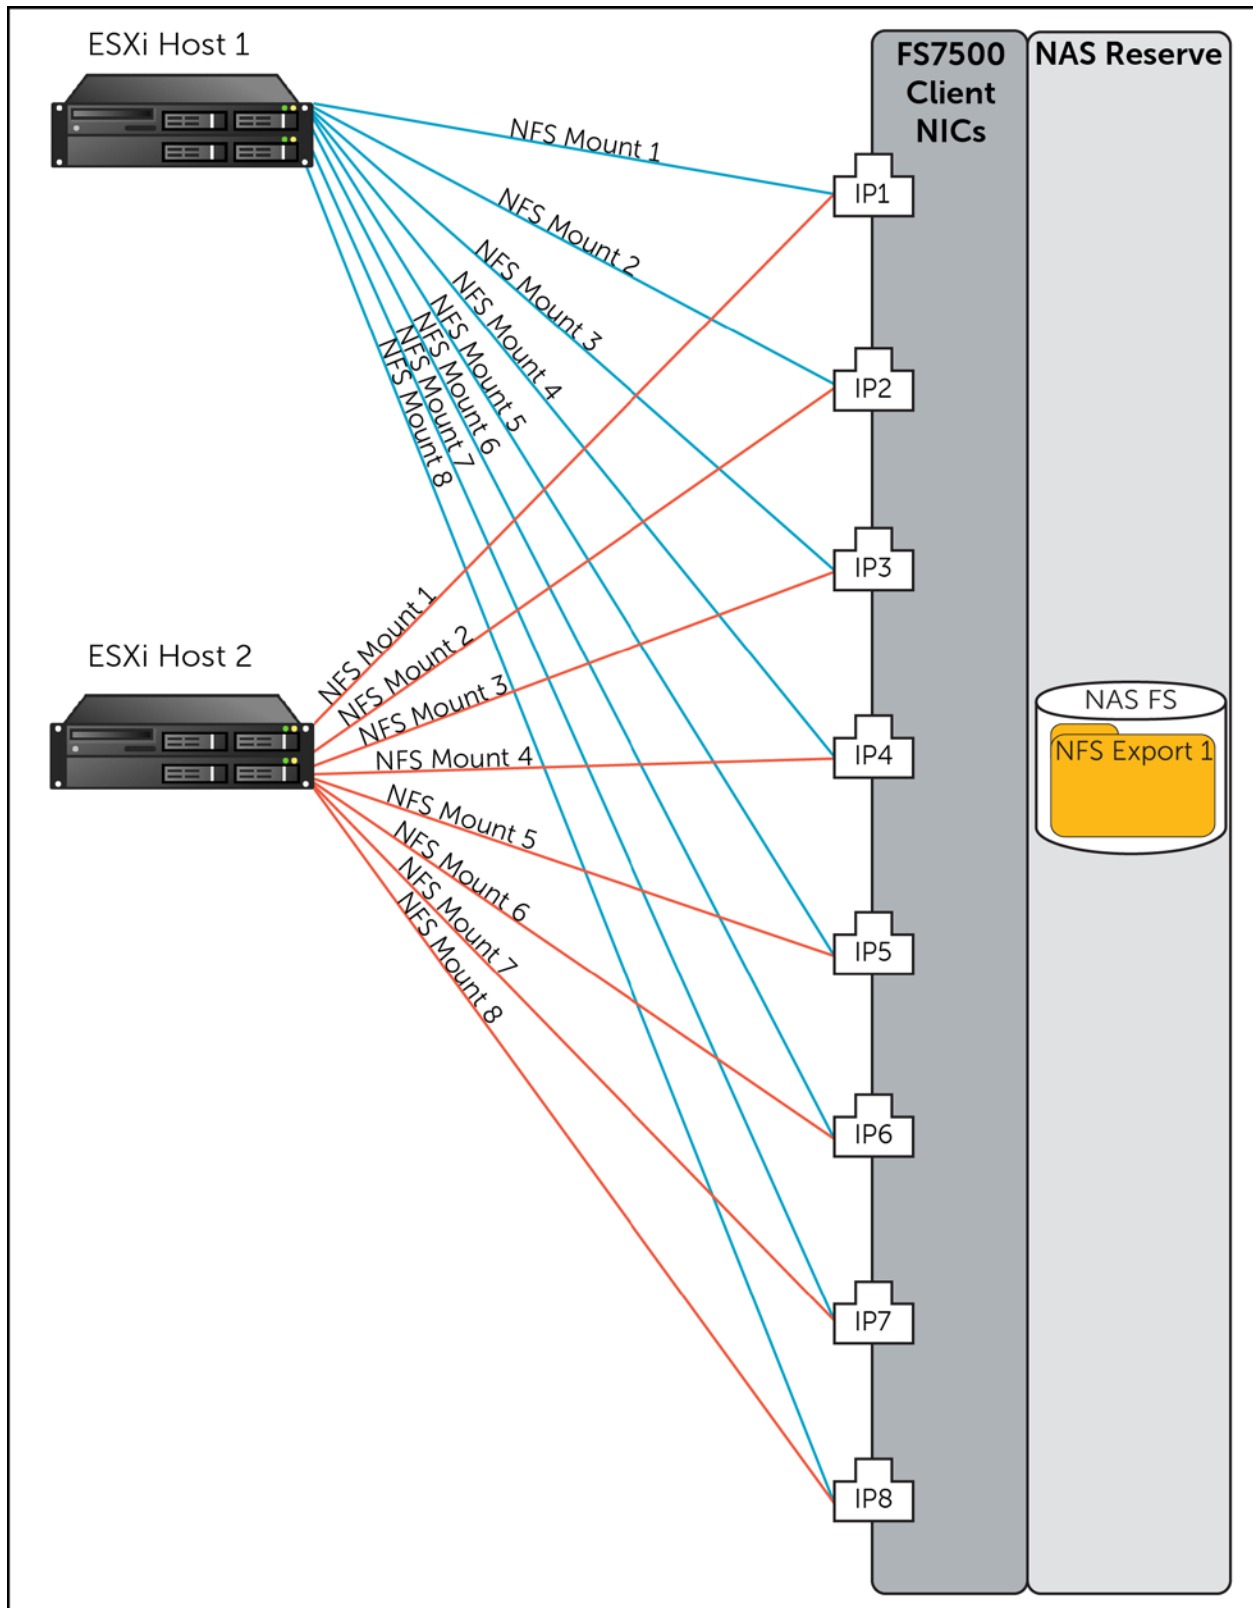 ESXi Host 1
FS7500
Client
NICs
NAS Reserve
NFS Mount 1
NFS Mount 2
NFS Mount 3
NFS Mount 4
NFS Mount 5
NFS Mount 6
NFS Mount 7
NFS Mount 8
IP1
IP2
IP3
IP4
IP5
IP6
IP7
IP8
ESXi Host 2
NFS Mount 1
NFS Mount 2
NFS Mount 3
NFS Mount 4
NFS Mount 5
NFS Mount 6
NFS Mount 7
NFS Mount 8
NAS FS
NFS Export 1